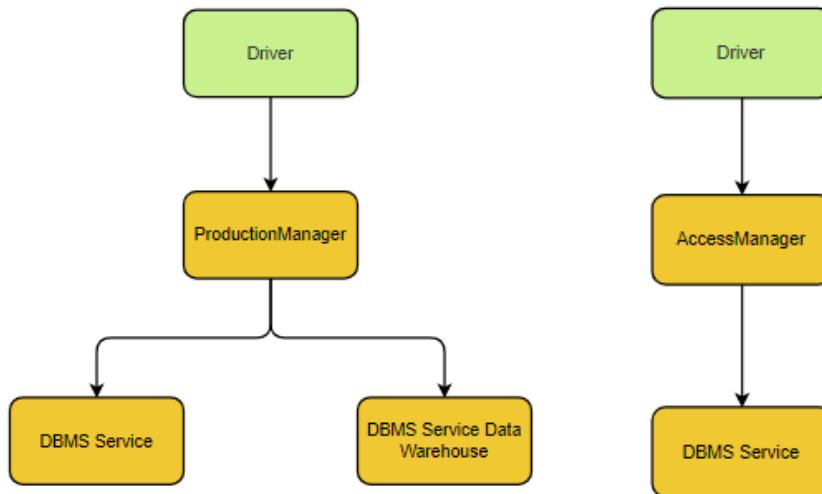 Driver
ProductionManager
DBMS Service
DBMS Service Data
Warehouse
Driver
AccessManager
DBMS Service